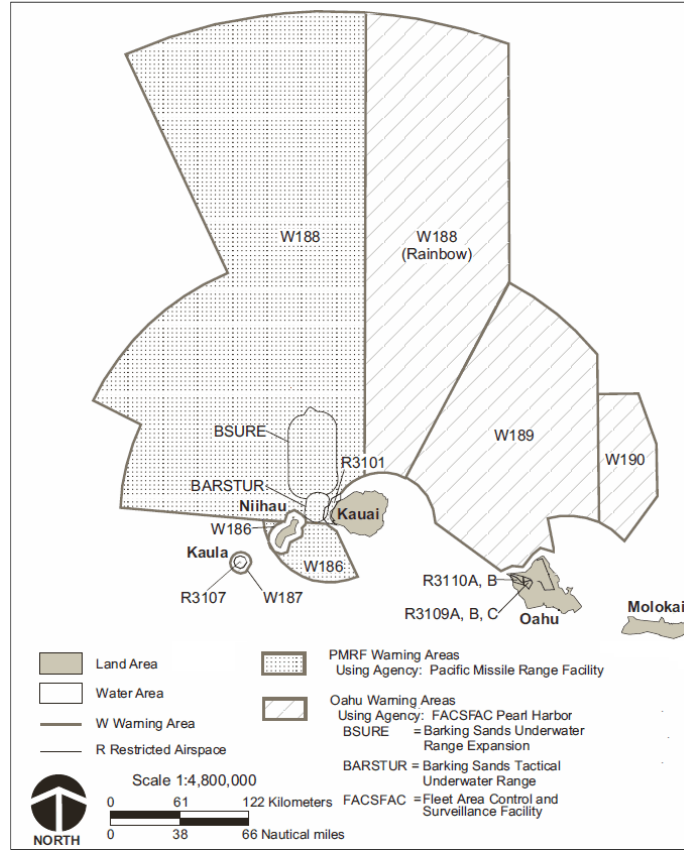 W188
W188
(Rainbow)
BSURE
W189
W190
R3101
BARSTUR
Niihau
Kauai
W186
Kaula
W186
R3107
W187
R3110A, B
R3109A, B, C
Oahu
Molokai
Land Area
Water Area
W Warning Area
R Restricted Airspace
PMRF Warning Areas
Using Agency: Pacific Missile Range Facility
Oahu Warning Areas
Using Agency: FACSFAC Pearl Harbor
BSURE = Barking Sands Underwater
Range Expansion
BARSTUR = Barking Sands Tactical
Underwater Range
FACSFAC = Fleet Area Control and
Surveillance Facility
NORTH
Scale 1:4,800,000
0 61 122 Kilometers
0 38 66 Nautical miles